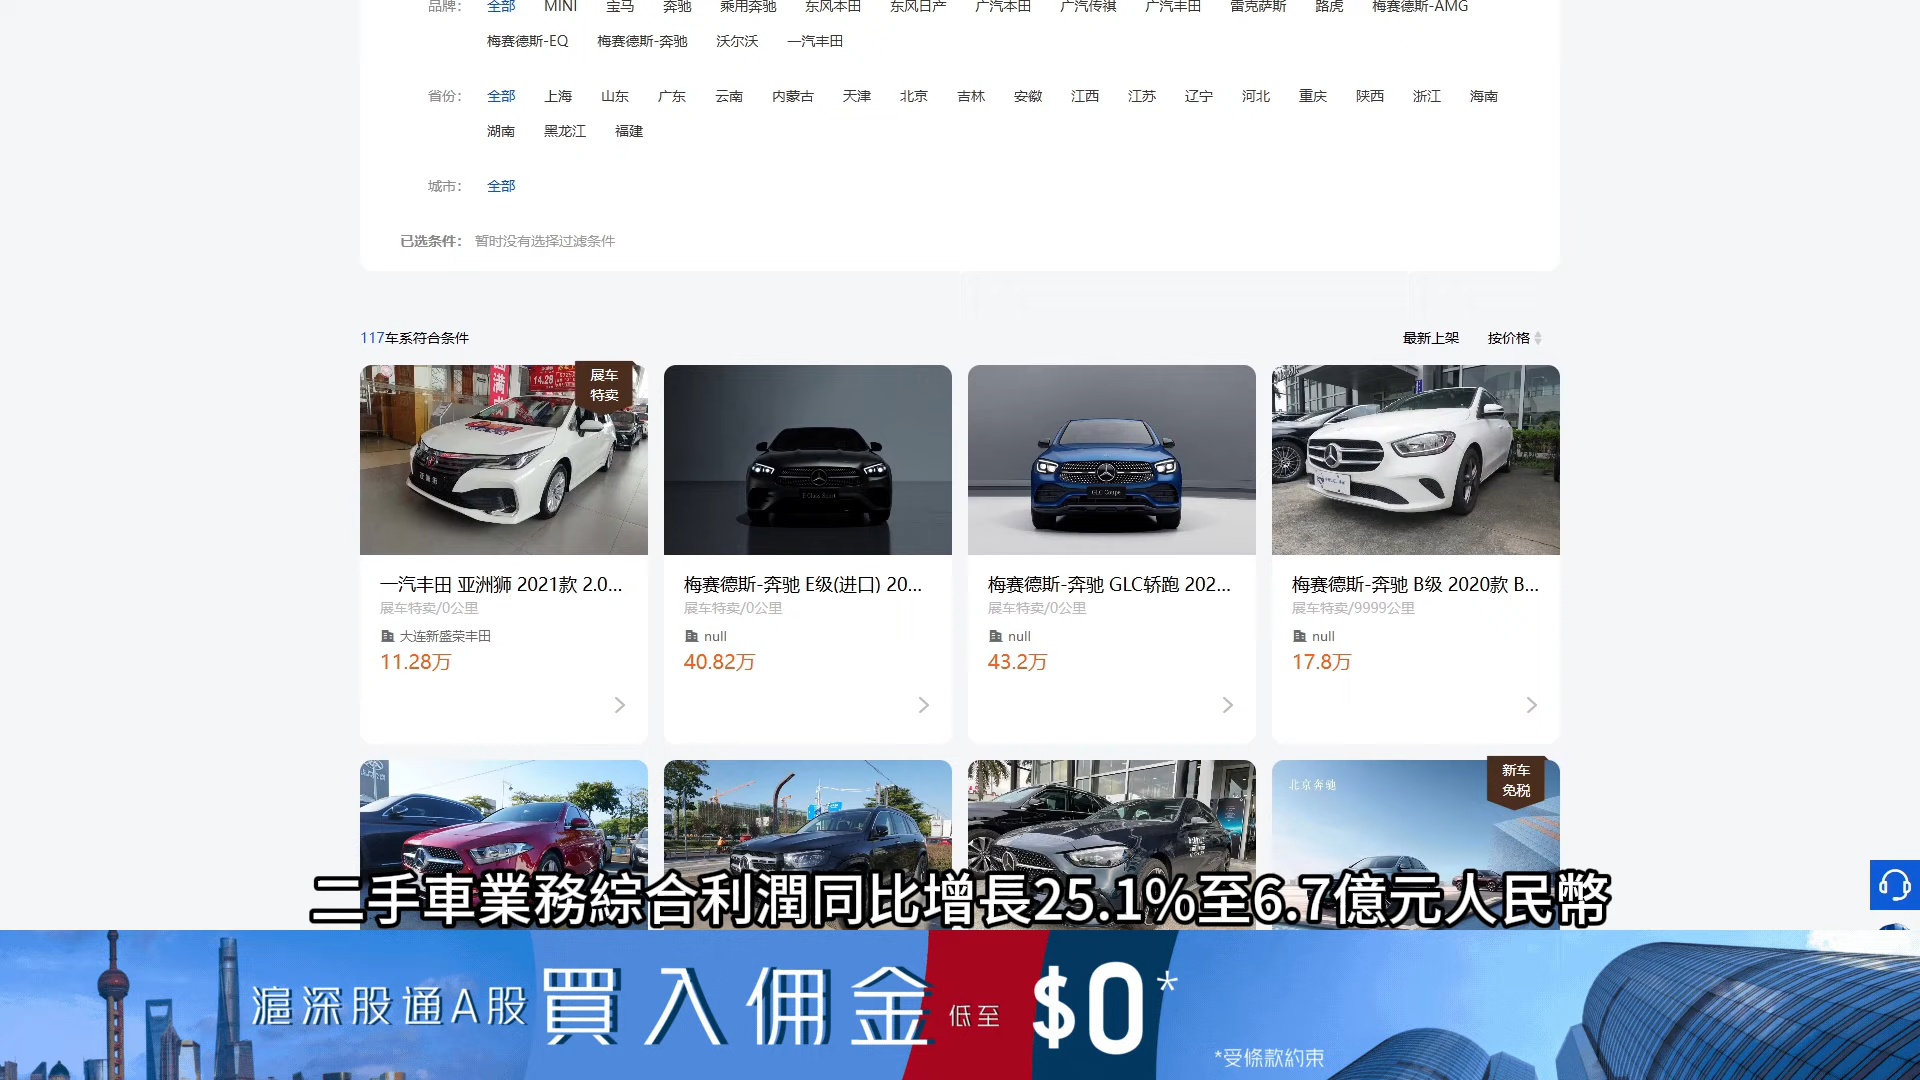 品牌： 全部 MINI 宝马 奔驰 乘用奔驰 东风本田 东风日产 广汽本田 广汽传祺 广汽丰田 雷克萨斯 路虎 梅赛德斯-AMG
梅赛德斯-EQ 梅赛德斯-奔驰 沃尔沃 一汽丰田
省份： 全部 上海 山东 广东 云南 内蒙古 天津 北京 吉林 安徽 江西 江苏 辽宁 河北 重庆 陕西 浙江 海南
湖南 黑龙江 福建
城市： 全部
已选条件： 暂时没有选择过滤条件
117车系符合条件 最新上架 按价格
14.28
展车
特卖
E-Class Sport
GLC Coupe
一汽丰田 亚洲狮 2021款 2.0...
展车特卖/0公里
大连新盛荣丰田
11.28万
梅赛德斯-奔驰 E级(进口) 20...
展车特卖/0公里
null
40.82万
梅赛德斯-奔驰 GLC轿跑 202...
展车特卖/0公里
null
43.2万
梅赛德斯-奔驰 B级 2020款 B...
展车特卖/9999公里
null
17.8万
北京奔驰
新车
免税
二手車業務綜合利潤同比增長25.1%至6.7億元人民幣
滬深股通A股 買入佣金 低至 $0*
*受條款約束